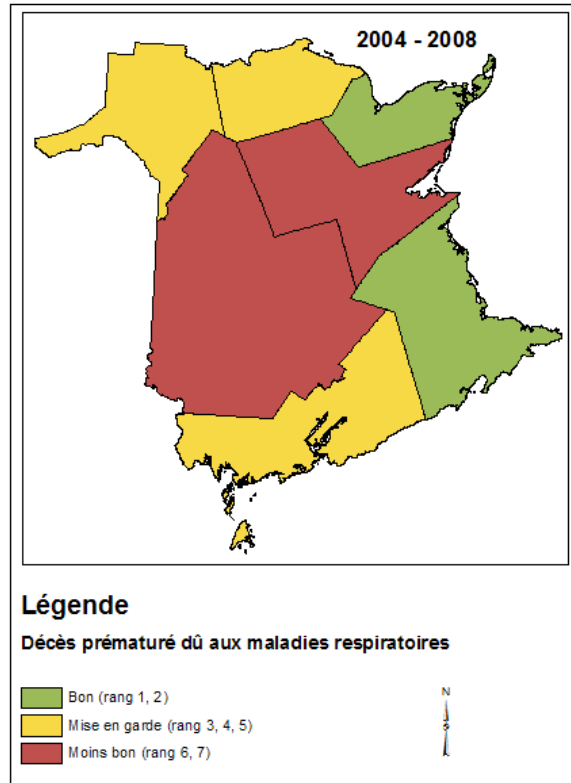 2004 - 2008
Légende
Décès prématuré dû aux maladies respiratoires
Bon (rang 1, 2)
Mise en garde (rang 3, 4, 5)
Moins bon (rang 6, 7)
N